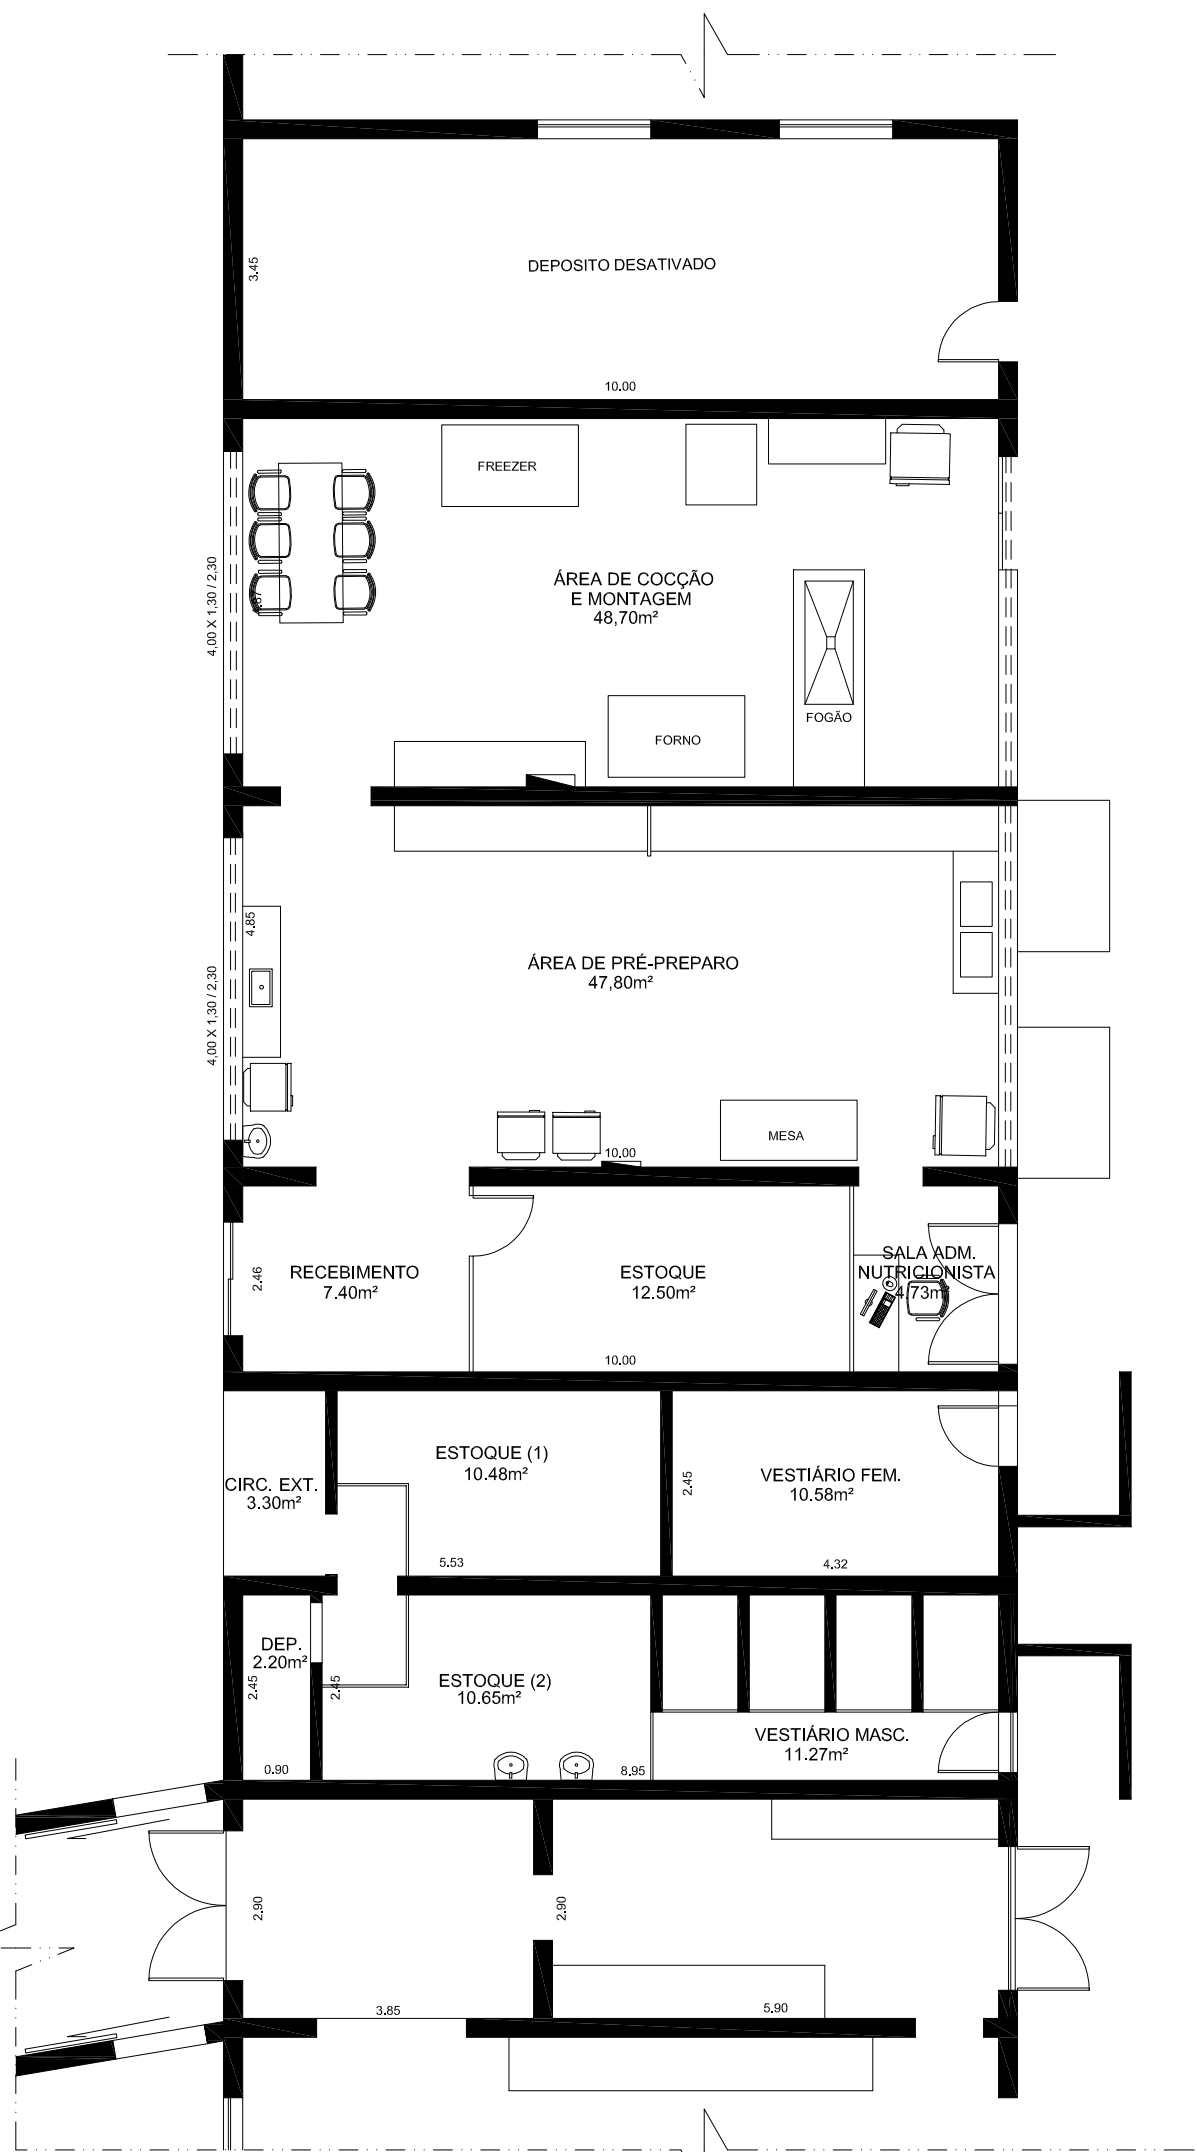 3.45
DEPOSITO DESATIVADO
10.00
FREEZER
4,00 X 1,30 / 2,30
ÁREA DE COCÇÃO
E MONTAGEM
48,70m²
FOGÃO
FORNO
4.85
ÁREA DE PRÉ-PREPARO
47,80m²
4,00 X 1,30 / 2,30
MESA
10.00
2.46
RECEBIMENTO
7.40m²
ESTOQUE
12.50m²
SALA ADM.
NUTRICIONISTA
4.73m²
10.00
CIRC. EXT.
3.30m²
ESTOQUE (1)
10.48m²
5.53
2.45
VESTIÁRIO FEM.
10.58m²
4.32
DEP.
2.20m²
2.45
0.90
2.45
ESTOQUE (2)
10.65m²
8.95
VESTIÁRIO MASC.
11.27m²
2.90
2.90
3.85
5.90